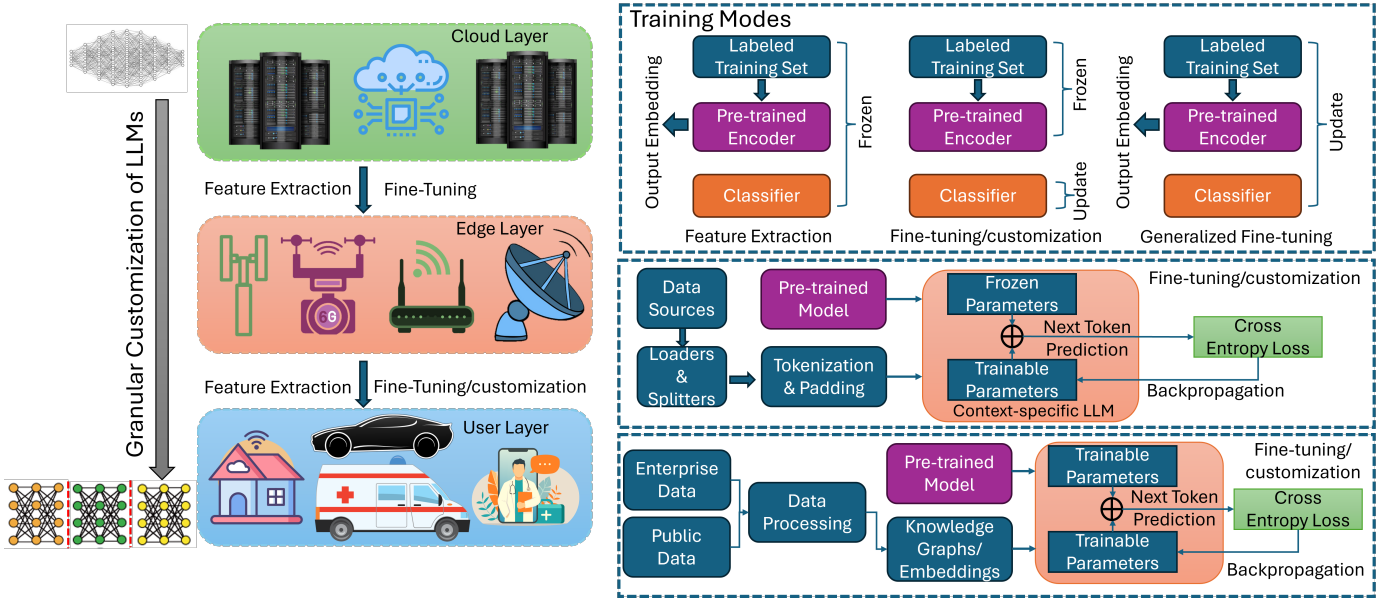 Granular Customization of LLMs
Cloud Layer
Feature Extraction
Fine-Tuning
Edge Layer
6G
Feature Extraction
Fine-Tuning/customization
User Layer
Training Modes
Output Embedding
Labeled
Training Set
Pre-trained
Encoder
Classifier
Frozen
Feature Extraction
Labeled
Training Set
Pre-trained
Encoder
Classifier
Frozen
Update
Fine-tuning/customization
Output Embedding
Labeled
Training Set
Pre-trained
Encoder
Classifier
Update
Generalized Fine-tuning
Data
Sources
Loaders
&
Splitters
Pre-trained
Model
Tokenization
& Padding
Frozen
Parameters
Trainable
Parameters
Context-specific LLM
Next Token
Prediction
Fine-tuning/customization
Cross
Entropy Loss
Backpropagation
Enterprise
Data
Public
Data
Data
Processing
Pre-trained
Model
Knowledge
Graphs/
Embeddings
Trainable
Parameters
Trainable
Parameters
Next Token
Prediction
Fine-tuning/
customization
Cross
Entropy Loss
Backpropagation